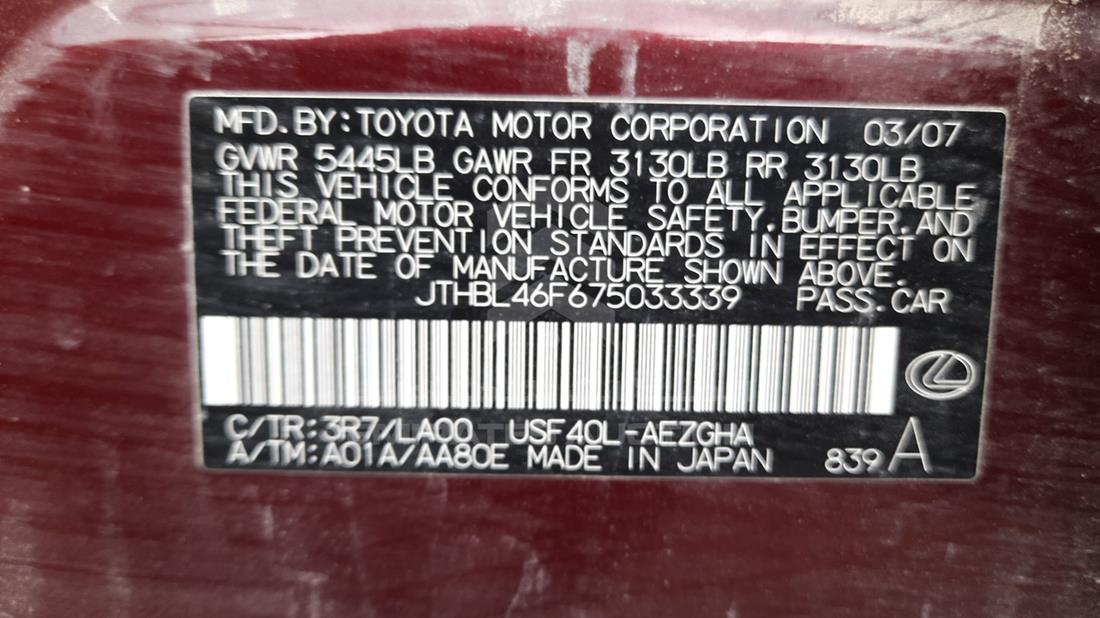 MFD.BY:TOYOTA MOTOR CORPORATION 03/07
GVWR 5445LB GAWR FR 3130LB RR 3130LB
THIS VEHICLE CONFORMS TO ALL APPLICABLE
FEDERAL MOTOR VEHICLE SAFETY,BUMPER,AND
THEFT PREVENTION STANDARDS IN EFFECT ON
THE DATE OF MANUFACTURE SHOWN ABOVE.
JTHBL46F675033339 PASS.CAR
C/TR:3R7/LA00 USF40L-AEZGHA
A/TM:A01A/AA80E MADE IN JAPAN 839 A